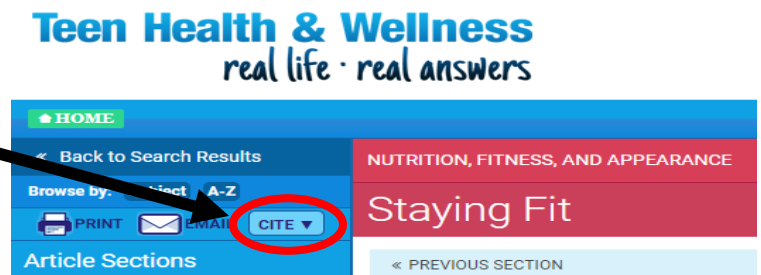 Teen Health & Wellness
real life · real answers
HOME
« Back to Search Results
NUTRITION, FITNESS, AND APPEARANCE
Browse by: A-Z
Staying Fit
PRINT EMAIL CITE ▼
Article Sections
« PREVIOUS SECTION